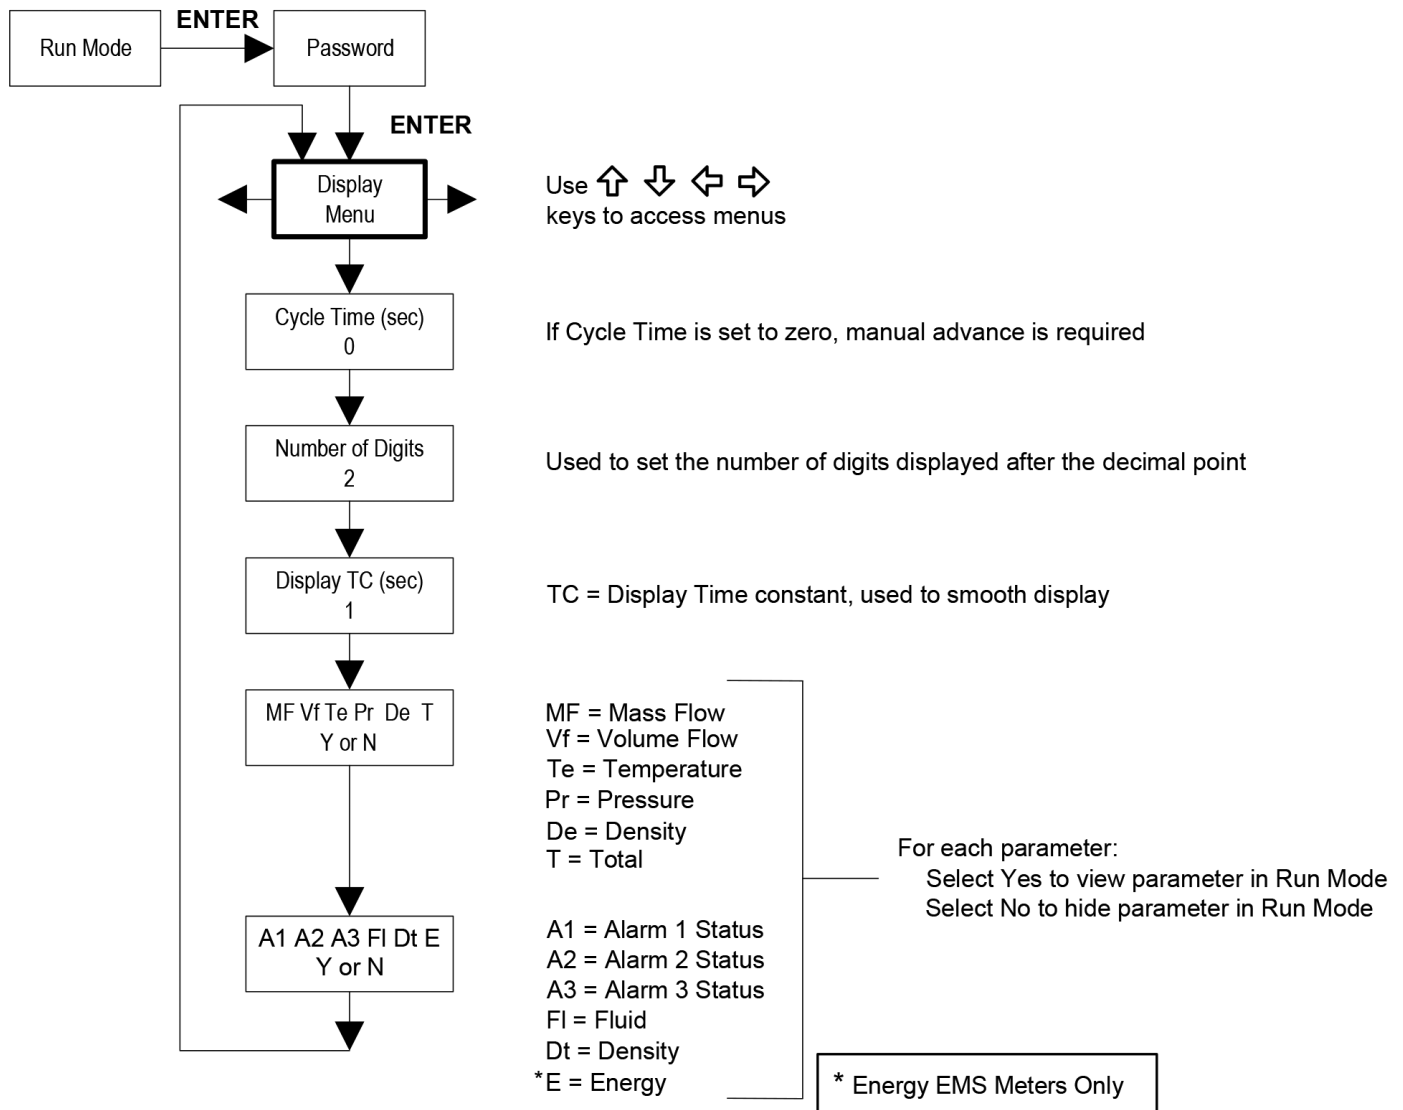 ENTER
Run Mode
Password
ENTER
Display
Menu
Use
keys to access menus
Cycle Time (sec)
0
If Cycle Time is set to zero, manual advance is required
Number of Digits
2
Used to set the number of digits displayed after the decimal point
Display TC (sec)
1
TC = Display Time constant, used to smooth display
MF Vf Te Pr De T
Y or N
MF = Mass Flow
Vf = Volume Flow
Te = Temperature
Pr = Pressure
De = Density
T = Total
For each parameter:
Select Yes to view parameter in Run Mode
Select No to hide parameter in Run Mode
A1 A2 A3 Fl Dt E
Y or N
A1 = Alarm 1 Status
A2 = Alarm 2 Status
A3 = Alarm 3 Status
Fl = Fluid
Dt = Density
*E = Energy
* Energy EMS Meters Only